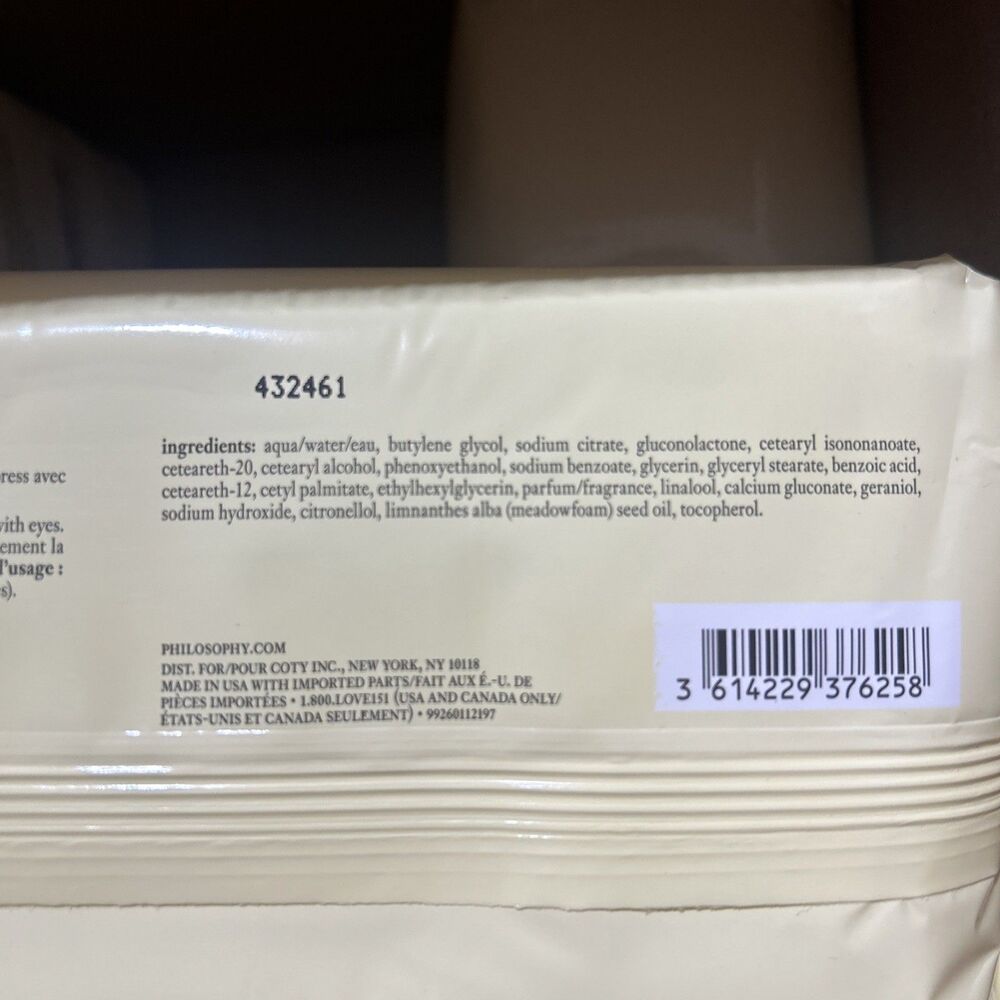 432461
ingredients: aqua/water/eau, butylene glycol, sodium citrate, gluconolactone, cetearyl isononanoate,
ceteareth-20, cetearyl alcohol, phenoxyethanol, sodium benzoate, glycerin, glyceryl stearate, benzoic acid,
ceteareth-12, cetyl palmitate, ethylhexylglycerin, parfum/fragrance, linalool, calcium gluconate, geraniol,
sodium hydroxide, citronellol, limnanthes alba (meadowfoam) seed oil, tocopherol.
ress avec
with eyes.
ement la
l'usage :
s).
PHILOSOPHY.COM
DIST. FOR/POUR COTY INC., NEW YORK, NY 10118
MADE IN USA WITH IMPORTED PARTS/FAIT AUX É.-U. DE
PIÈCES IMPORTÉES • 1.800.LOVE151 (USA AND CANADA ONLY/
ÉTATS-UNIS ET CANADA SEULEMENT) • 99260112197
3 614229 376258